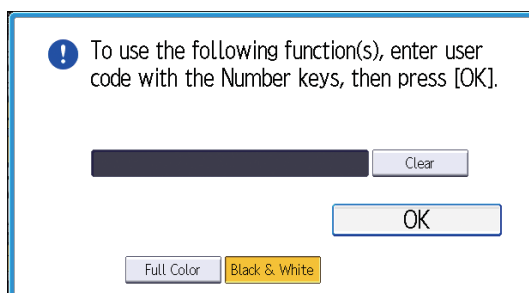 To use the following function(s), enter user
code with the Number keys, then press [OK].
Clear
OK
Full Color Black & White